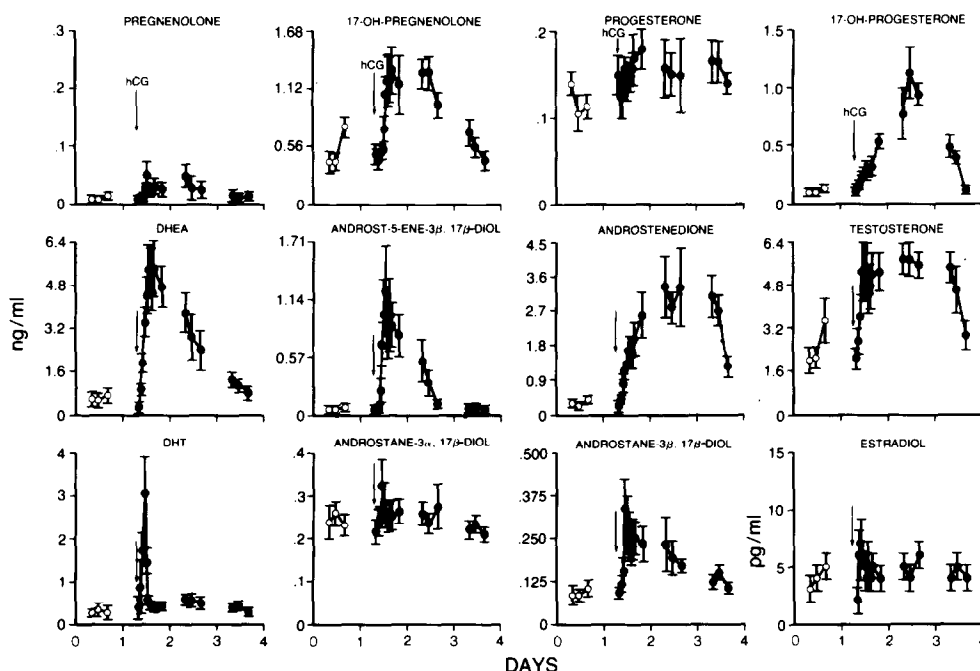 PREGNENOLONE
.3
.2
.1
0
hCG
17-OH-PREGNENOLONE
1.68
1.12
0.56
0
hCG
PROGESTERONE
.2
.1
0
hCG
17-OH-PROGESTERONE
1.5
1.0
0.5
0
hCG
DHEA
6.4
4.8
3.2
1.6
0
ANDROST-5-ENE-3β, 17β-DIOL
1.71
1.14
0.57
0
ANDROSTENEDIONE
4.5
3.6
2.7
1.8
0.9
0
TESTOSTERONE
6.4
4.8
3.2
1.6
0
ng/ml
DHT
4
3
2
1
0
0 1 2 3 4
ANDROSTANE-3α, 17β-DIOL
.4
.3
.2
.1
0
0 1 2 3 4
ANDROSTANE-3β, 17β-DIOL
.500
.375
.250
.125
0
0 1 2 3 4
ESTRADIOL
15
10
5
0
pg/ml
0 1 2 3 4
DAYS